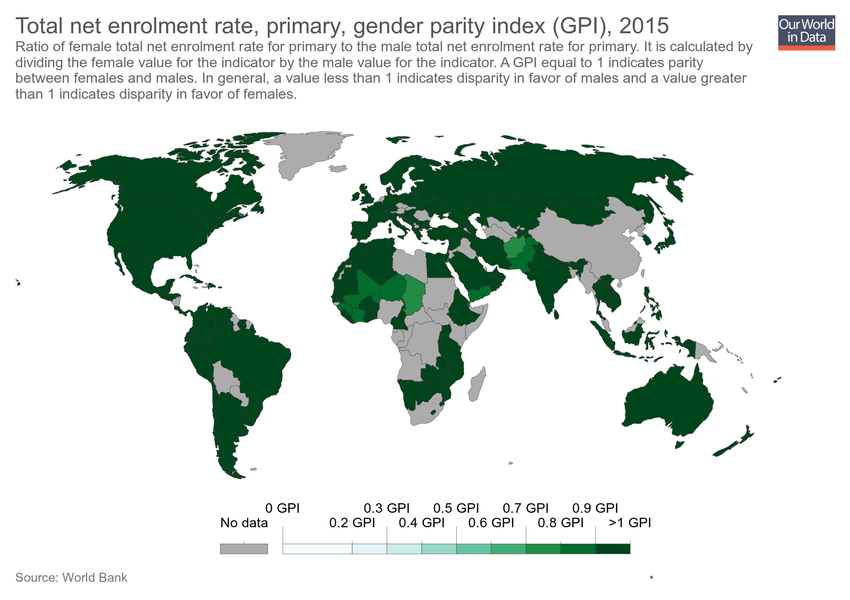 Total net enrolment rate, primary, gender parity index (GPI), 2015
Our World
in Data
Ratio of female total net enrolment rate for primary to the male total net enrolment rate for primary. It is calculated by
dividing the female value for the indicator by the male value for the indicator. A GPI equal to 1 indicates parity
between females and males. In general, a value less than 1 indicates disparity in favor of males and a value greater
than 1 indicates disparity in favor of females.
0 GPI 0.3 GPI 0.5 GPI 0.7 GPI 0.9 GPI
No data 0.2 GPI 0.4 GPI 0.6 GPI 0.8 GPI >1 GPI
Source: World Bank